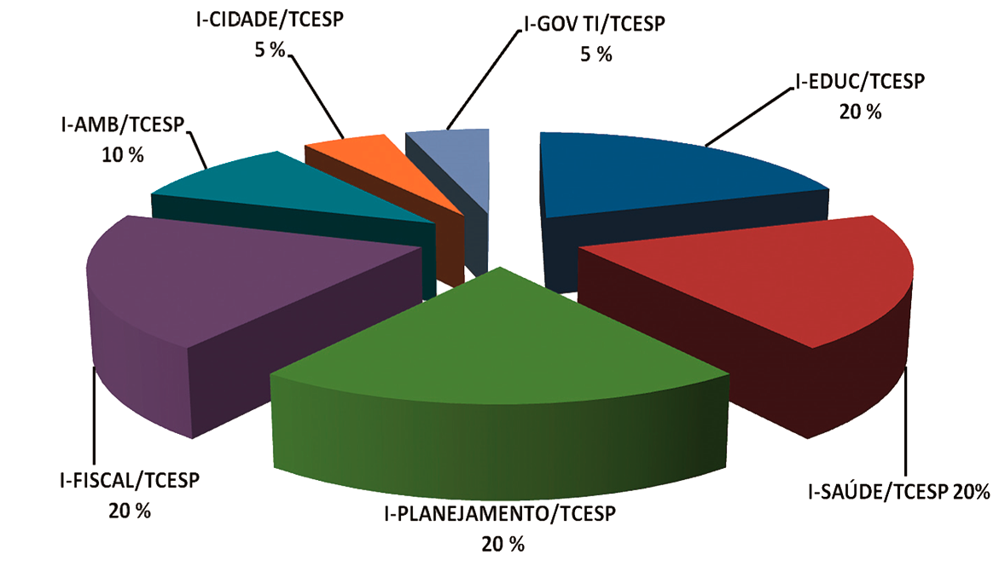 I-CIDADE/TCESP
5 %
I-GOV TI/TCESP
5 %
I-EDUC/TCESP
20 %
I-AMB/TCESP
10 %
I-FISCAL/TCESP
20 %
I-PLANEJAMENTO/TCESP
20 %
I-SAÚDE/TCESP 20%